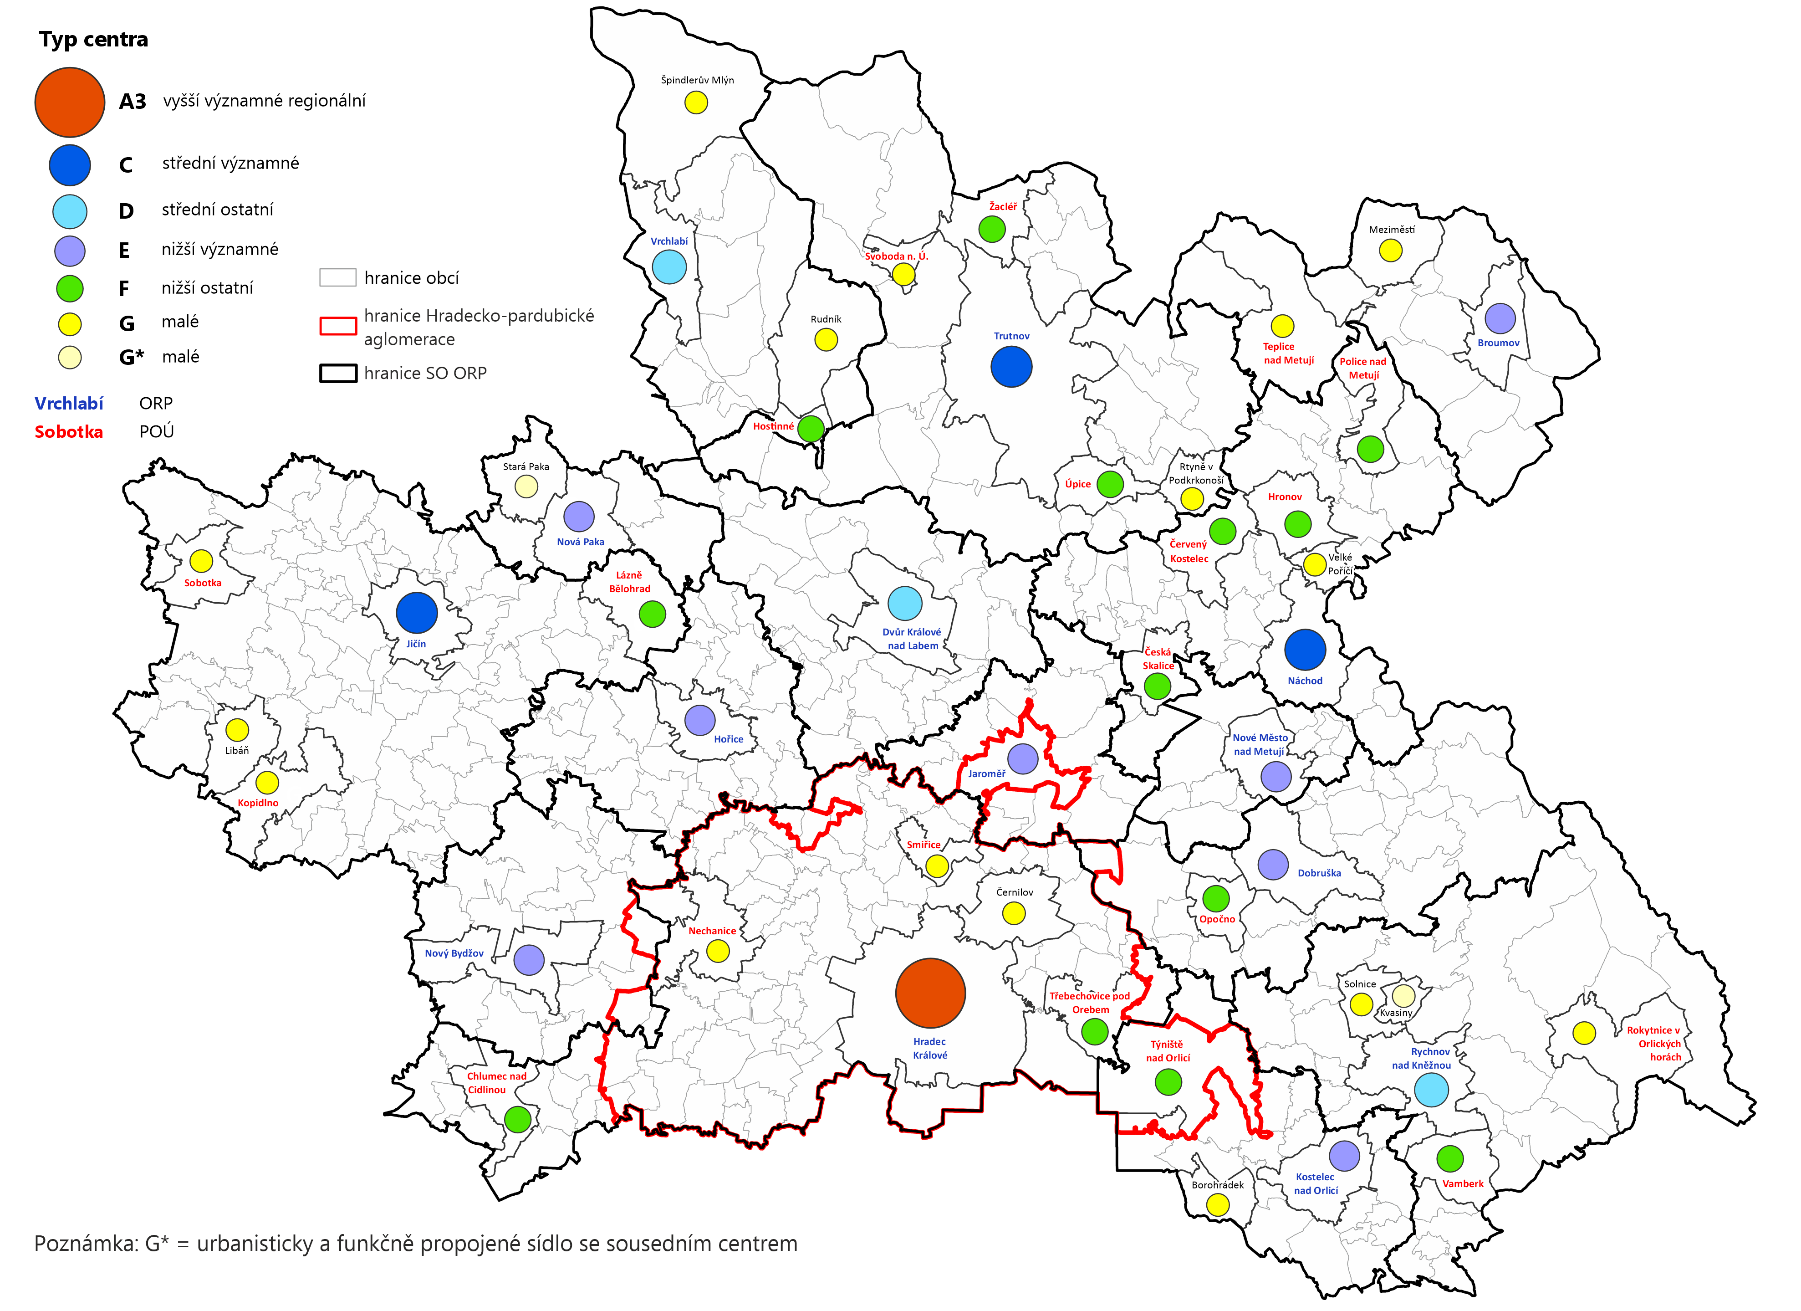 Typ centra
A3 vyšší významné regionální
C střední významné
D střední ostatní
E nižší významné
F nižší ostatní
G malé
G* malé
Vrchlabí ORP
Sobotka POÚ
hranice obcí
hranice Hradecko-pardubické
aglomerace
hranice SO ORP
Špindlerův Mlýn
Vrchlabí
Žacléř
Svoboda n. Ú.
Rudník
Trutnov
Hostinné
Meziměstí
Broumov
Teplice
nad Metují
Police nad
Metují
Stará Paka
Nová Paka
Úpice
Rtyně v
Podkrkonoší
Hronov
Červený
Kostelec
Velké
Poříčí
Sobotka
Jičín
Lázně
Bělohrad
Dvůr Králové
nad Labem
Česká
Skalice
Náchod
Libáň
Kopidlno
Hořice
Jaroměř
Nové Město
nad Metují
Smiřice
Černilov
Dobruška
Opočno
Nový Bydžov
Nechanice
Hradec
Králové
Třebechovice pod
Orebem
Týniště
nad Orlicí
Solnice
Kvasiny
Rokytnice v
Orlických
horách
Rychnov
nad Kněžnou
Chlumec nad
Cidlinou
Kostelec
nad Orlicí
Vamberk
Borohrádek
Poznámka: G* = urbanisticky a funkčně propojené sídlo se sousedním centrem